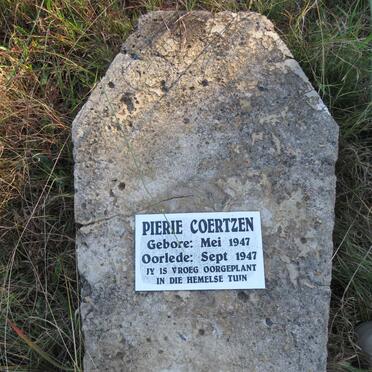 PIERIE COERTZEN
Gebore: Mei 1947
Oorlede: Sept 1947
JY IS VROEG OORGEPLANT
IN DIE HEMELSE TUIN